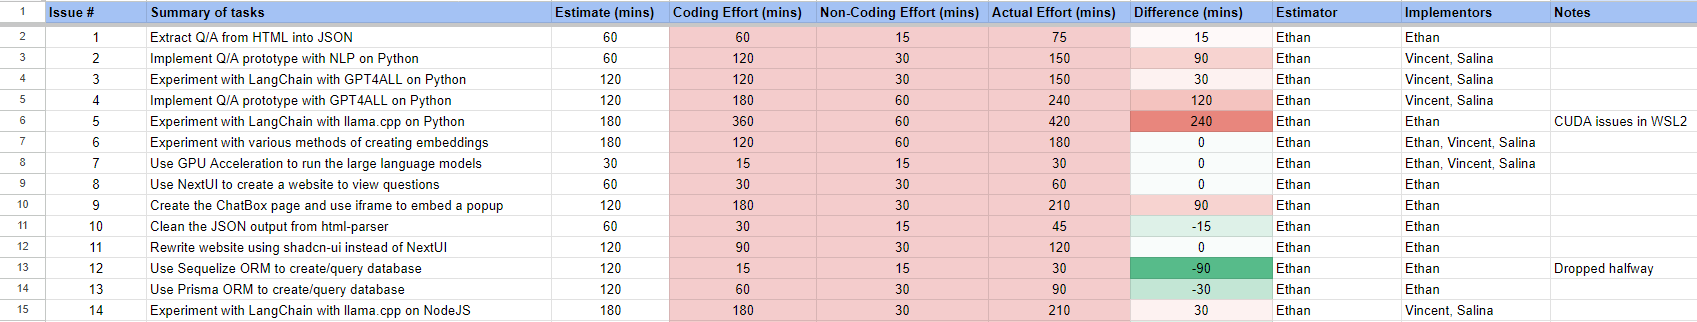 1 Issue # Summary of tasks Estimate (mins) Coding Effort (mins) Non-Coding Effort (mins) Actual Effort (mins) Difference (mins) Estimator Implementors Notes
2 1 Extract Q/A from HTML into JSON 60 60 15 75 15 Ethan Ethan
3 2 Implement Q/A prototype with NLP on Python 60 120 30 150 90 Ethan Vincent, Salina
4 3 Experiment with LangChain with GPT4ALL on Python 120 120 30 150 30 Ethan Vincent, Salina
5 4 Implement Q/A prototype with GPT4ALL on Python 120 180 60 240 120 Ethan Vincent, Salina
6 5 Experiment with LangChain with llama.cpp on Python 180 360 60 420 240 Ethan Ethan CUDA issues in WSL2
7 6 Experiment with various methods of creating embeddings 180 120 60 180 0 Ethan Ethan, Vincent, Salina
8 7 Use GPU Acceleration to run the large language models 30 15 15 30 0 Ethan Ethan, Vincent, Salina
9 8 Use NextUI to create a website to view questions 60 30 30 60 0 Ethan Ethan
10 9 Create the ChatBox page and use iframe to embed a popup 120 180 30 210 90 Ethan Ethan
11 10 Clean the JSON output from html-parser 60 30 15 45 -15 Ethan Ethan
12 11 Rewrite website using shadcn-ui instead of NextUI 120 90 30 120 0 Ethan Ethan
13 12 Use Sequelize ORM to create/query database 120 15 15 30 -90 Ethan Ethan Dropped halfway
14 13 Use Prisma ORM to create/query database 120 60 30 90 -30 Ethan Ethan
15 14 Experiment with LangChain with llama.cpp on NodeJS 180 180 30 210 30 Ethan Vincent, Salina